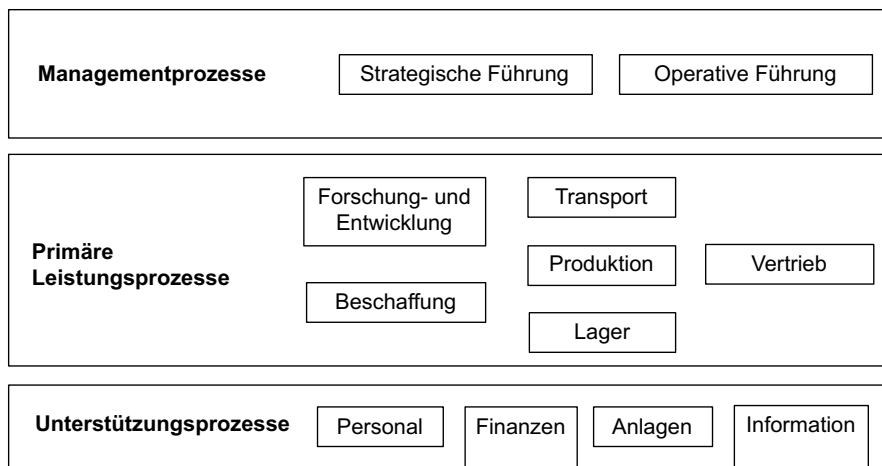 Managementprozesse
Strategische Führung
Operative Führung
Primäre
Leistungsprozesse
Forschung- und
Entwicklung
Beschaffung
Transport
Produktion
Lager
Vertrieb
Unterstützungsprozesse
Personal
Finanzen
Anlagen
Information